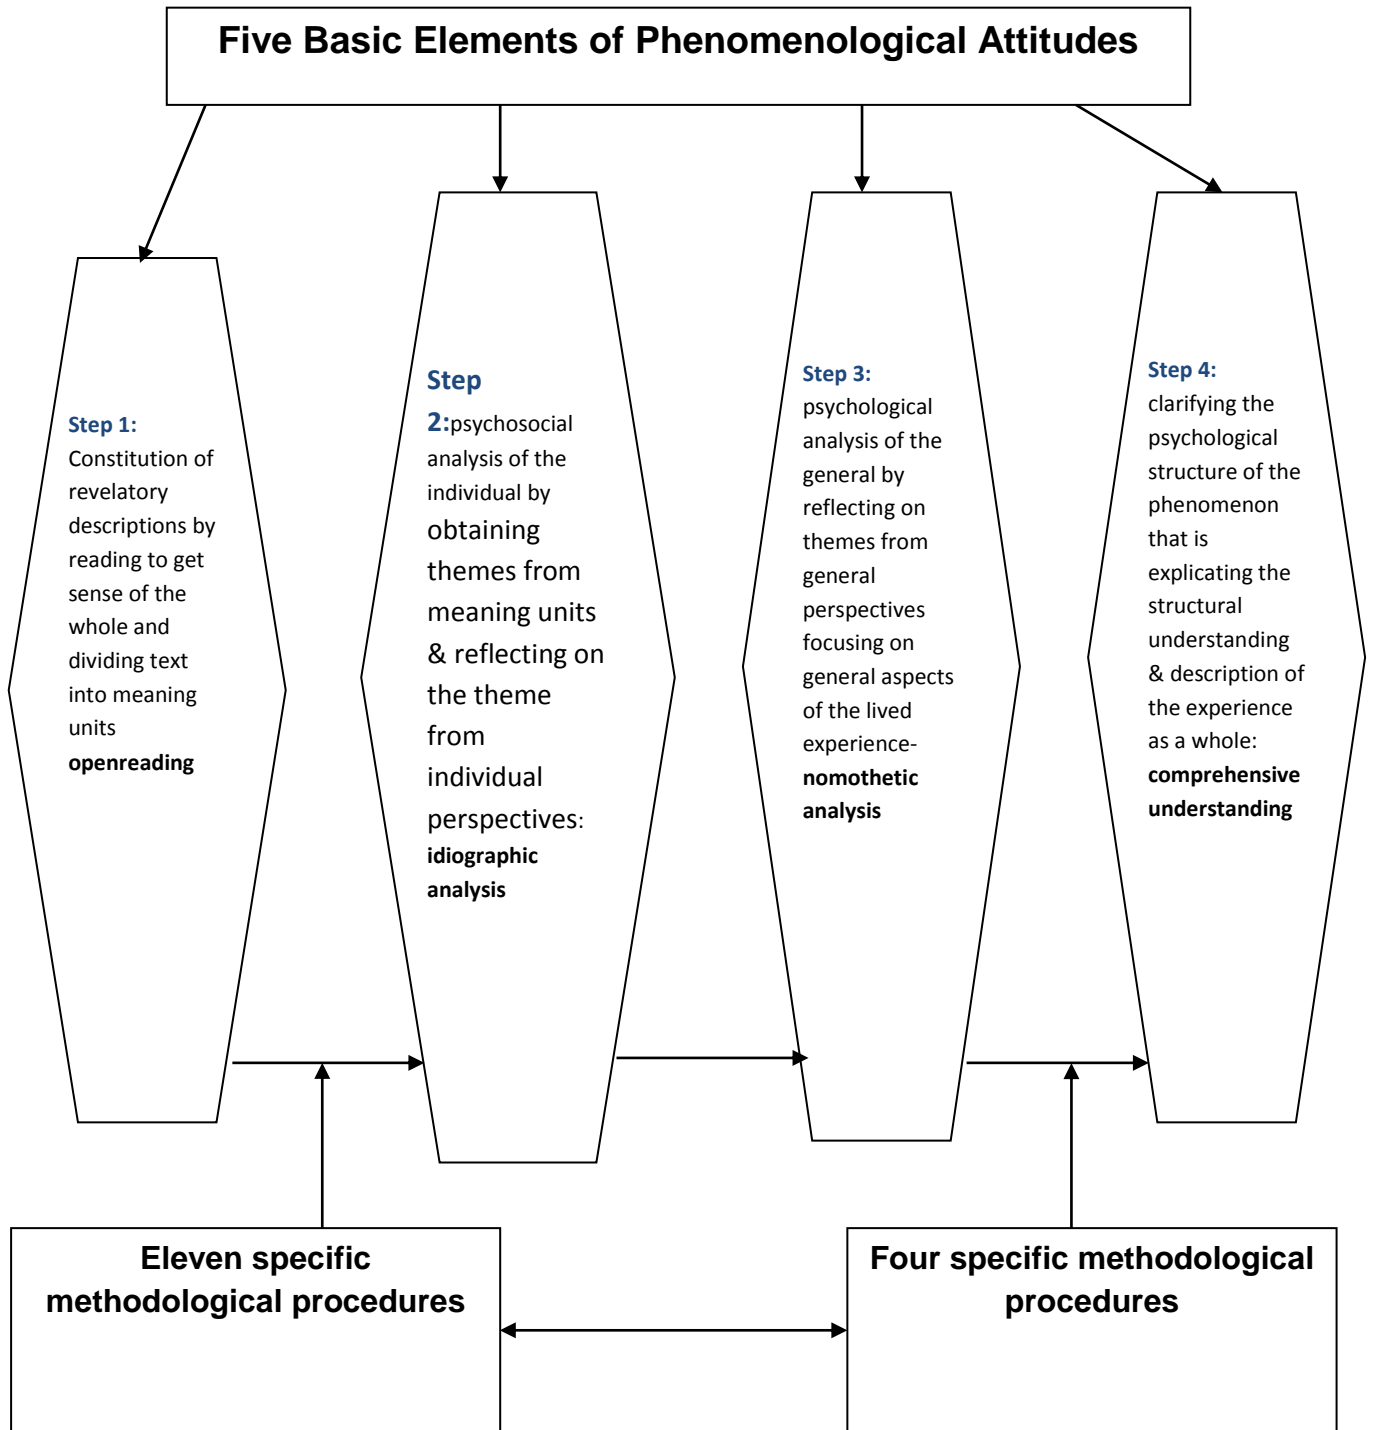 Five Basic Elements of Phenomenological Attitudes
Step 1:
Constitution of
revelatory
descriptions by
reading to get
sense of the
whole and
dividing text
into meaning
units
openreading
Step
2:psychosocial
analysis of the
individual by
obtaining
themes from
meaning units
& reflecting on
the theme
from
individual
perspectives:
idiographic
analysis
Step 3:
psychological
analysis of the
general by
reflecting on
themes from
general
perspectives
focusing on
general aspects
of the lived
experience-
nomothetic
analysis
Step 4:
clarifying the
psychological
structure of the
phenomenon
that is
explicating the
structural
understanding
& description of
the experience
as a whole:
comprehensive
understanding
Eleven specific
methodological procedures
Four specific methodological
procedures